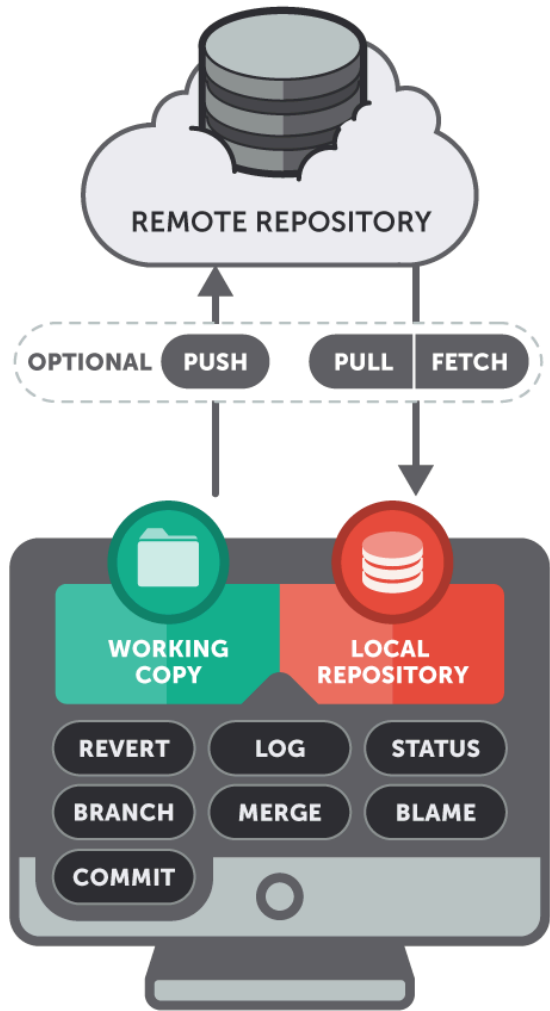 REMOTE REPOSITORY
OPTIONAL PUSH PULL FETCH
WORKING COPY
LOCAL REPOSITORY
REVERT LOG STATUS
BRANCH MERGE BLAME
COMMIT